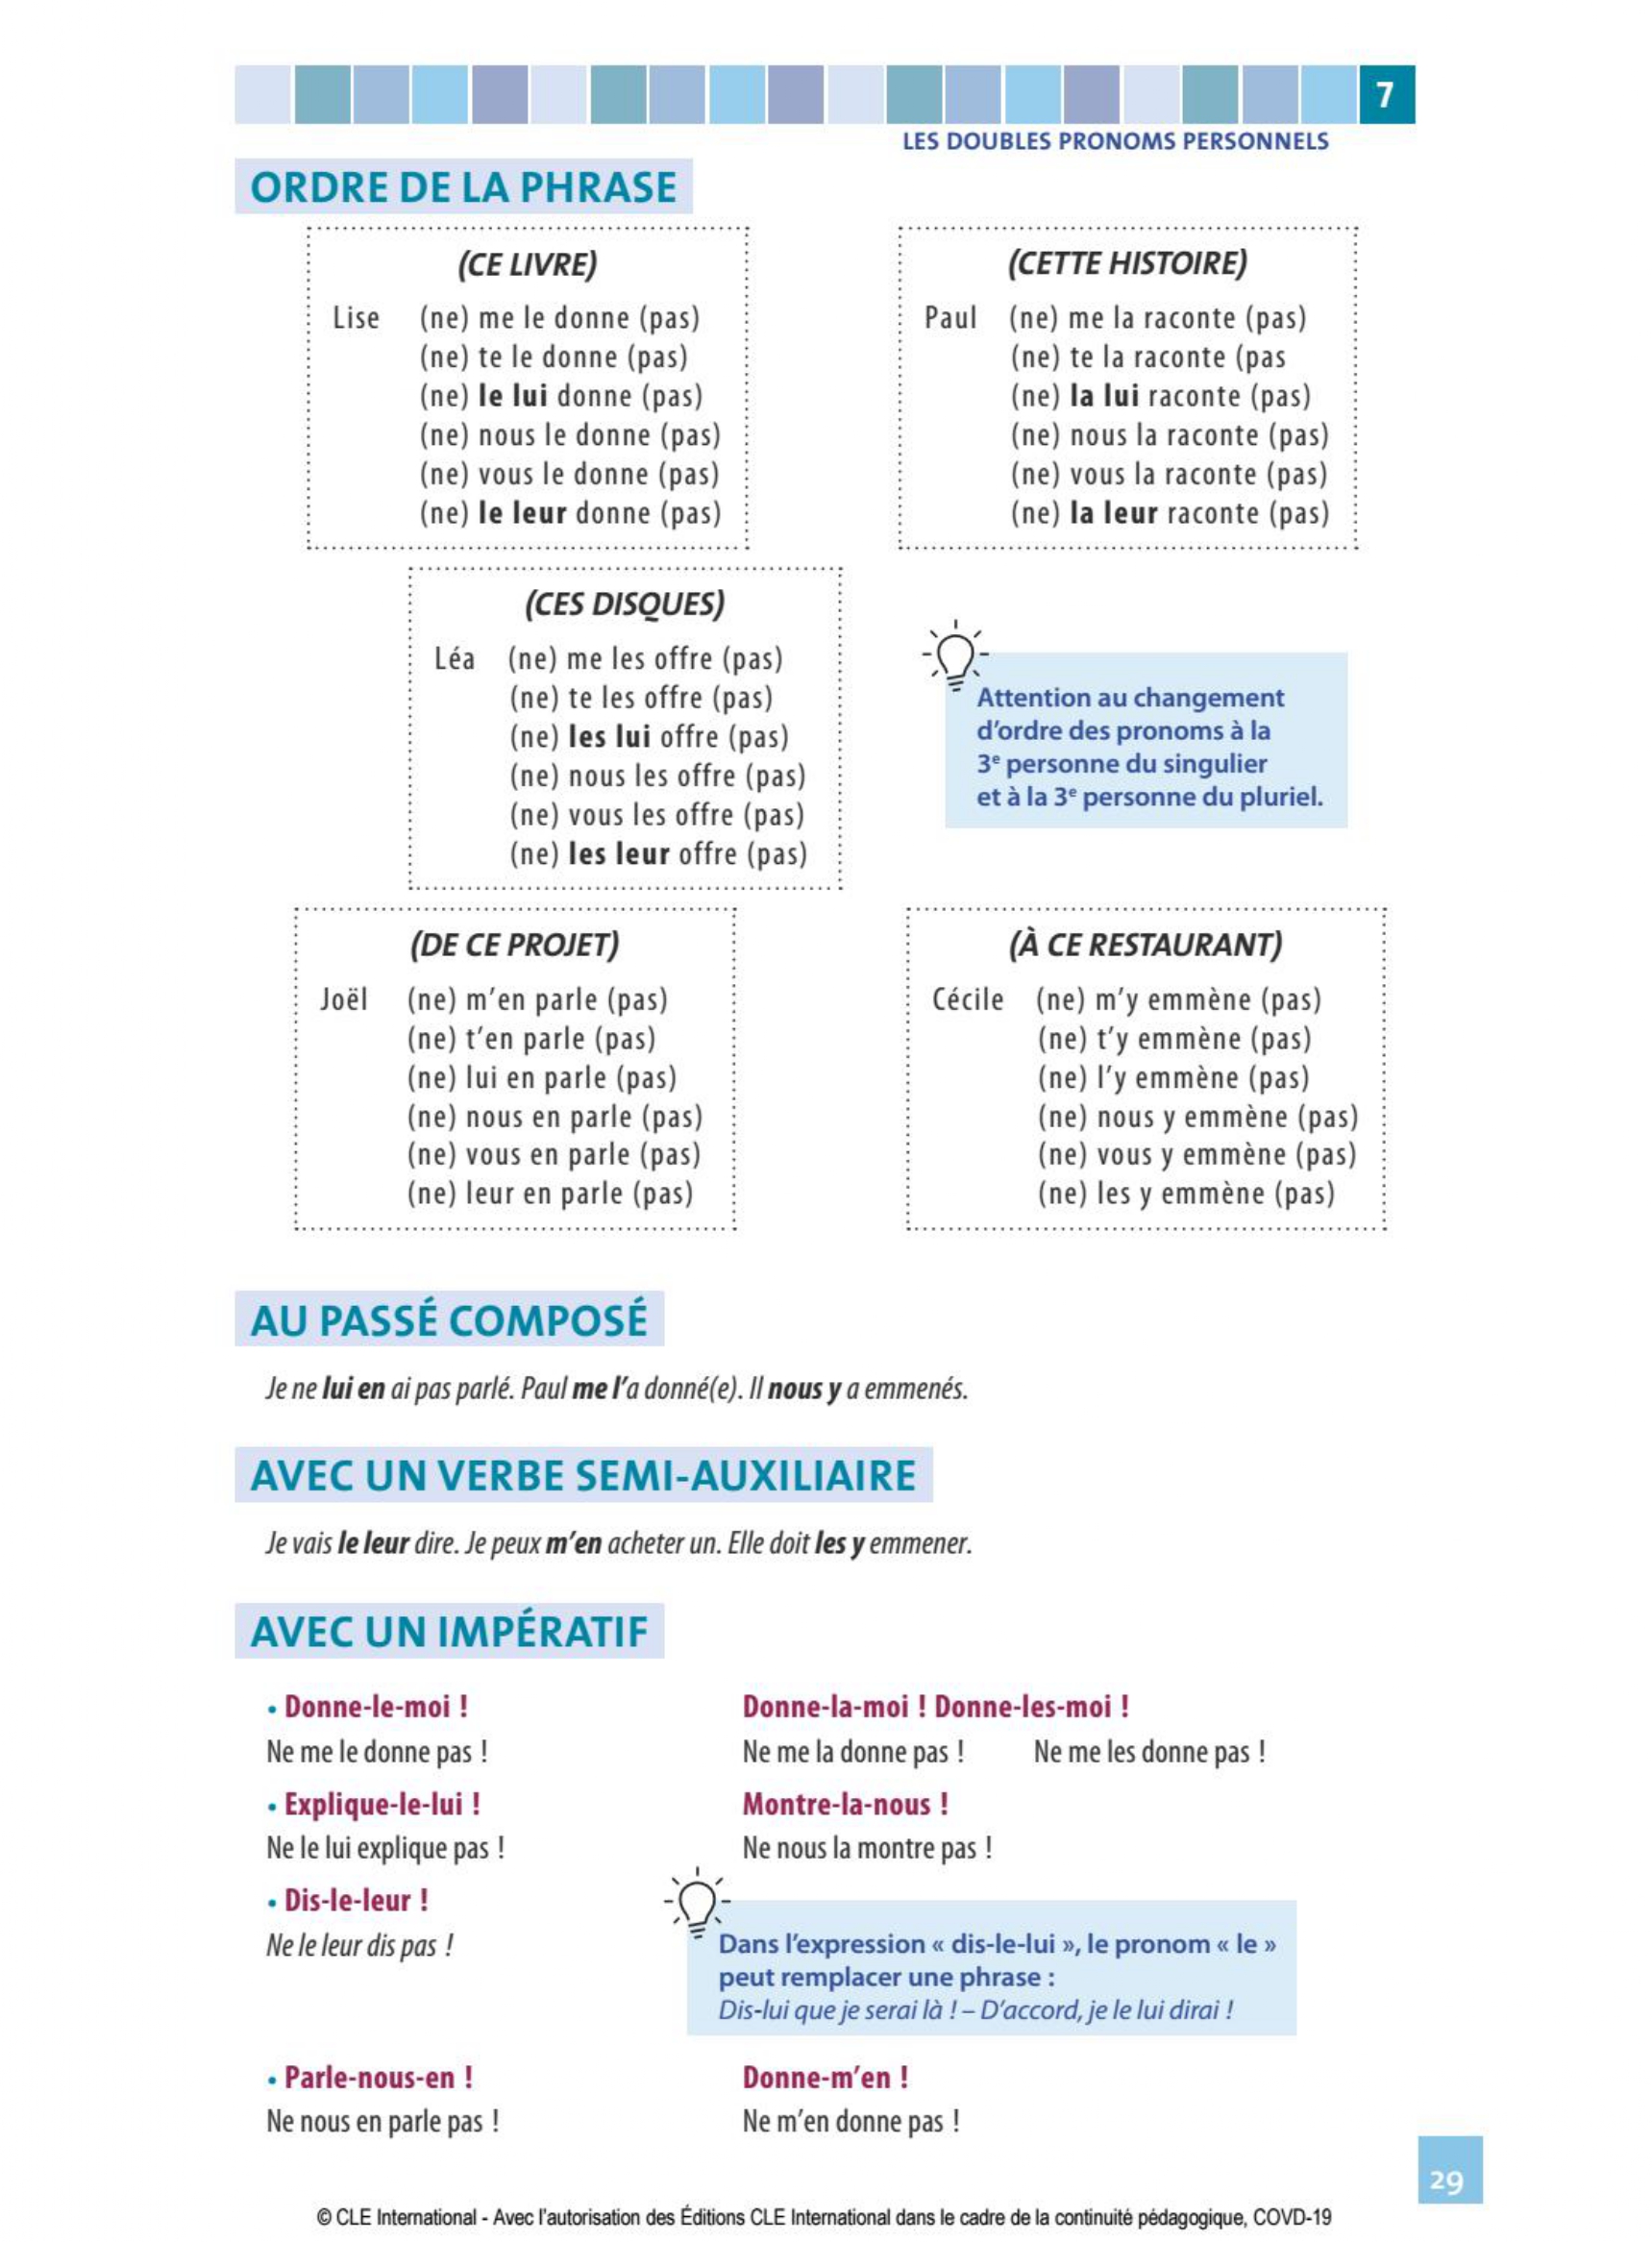 7
LES DOUBLES PRONOMS PERSONNELS
ORDRE DE LA PHRASE
(CE LIVRE)
Lise (ne) me le donne (pas)
(ne) te le donne (pas)
(ne) le lui donne (pas)
(ne) nous le donne (pas)
(ne) vous le donne (pas)
(ne) le leur donne (pas)
(CETTE HISTOIRE)
Paul (ne) me la raconte (pas)
(ne) te la raconte (pas
(ne) la lui raconte (pas)
(ne) nous la raconte (pas)
(ne) vous la raconte (pas)
(ne) la leur raconte (pas)
(CES DISQUES)
Léa (ne) me les offre (pas)
(ne) te les offre (pas)
(ne) les lui offre (pas)
(ne) nous les offre (pas)
(ne) vous les offre (pas)
(ne) les leur offre (pas)
Attention au changement
d'ordre des pronoms à la
3e personne du singulier
et à la 3e personne du pluriel.
(DE CE PROJET)
Joël (ne) m'en parle (pas)
(ne) t'en parle (pas)
(ne) lui en parle (pas)
(ne) nous en parle (pas)
(ne) vous en parle (pas)
(ne) leur en parle (pas)
(À CE RESTAURANT)
Cécile (ne) m'y emmène (pas)
(ne) t'y emmène (pas)
(ne) l'y emmène (pas)
(ne) nous y emmène (pas)
(ne) vous y emmène (pas)
(ne) les y emmène (pas)
AU PASSÉ COMPOSÉ
Je ne lui en ai pas parlé. Paul me l'a donné(e). Il nous y a emmenés.
AVEC UN VERBE SEMI-AUXILIAIRE
Je vais le leur dire. Je peux m'en acheter un. Elle doit les y emmener.
AVEC UN IMPÉRATIF
• Donne-le-moi ! Donne-la-moi ! Donne-les-moi !
Ne me le donne pas ! Ne me la donne pas ! Ne me les donne pas !
• Explique-le-lui ! Montre-la-nous !
Ne le lui explique pas ! Ne nous la montre pas !
• Dis-le-leur !
Ne le leur dis pas !
Dans l'expression « dis-le-lui », le pronom « le »
peut remplacer une phrase :
Dis-lui que je serai là ! – D'accord, je le lui dirai !
• Parle-nous-en ! Donne-m'en !
Ne nous en parle pas ! Ne m'en donne pas !
29
© CLE International - Avec l'autorisation des Éditions CLE International dans le cadre de la continuité pédagogique, COVD-19